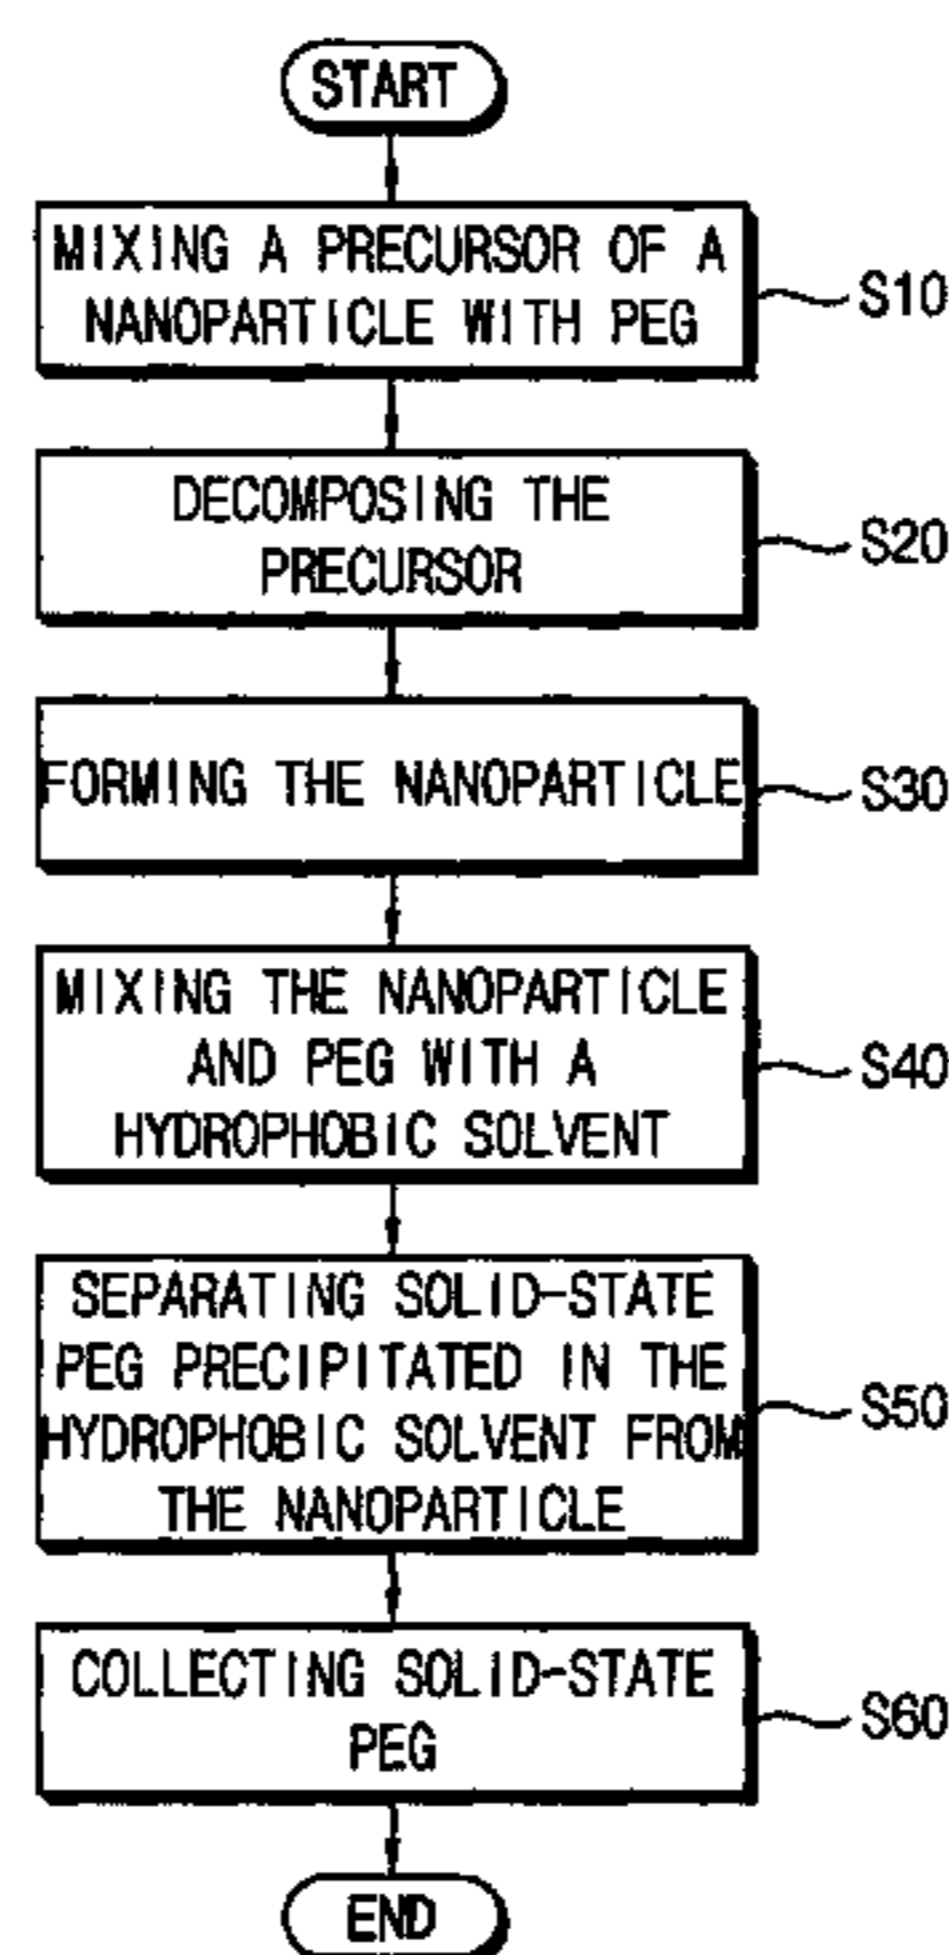 START
MIXING A PRECURSOR OF A
NANOPARTICLE WITH PEG
S10
DECOMPOSING THE
PRECURSOR
S20
FORMING THE NANOPARTICLE
S30
MIXING THE NANOPARTICLE
AND PEG WITH A
HYDROPHOBIC SOLVENT
S40
SEPARATING SOLID-STATE
PEG PRECIPITATED IN THE
HYDROPHOBIC SOLVENT FROM
THE NANOPARTICLE
S50
COLLECTING SOLID-STATE
PEG
S60
END